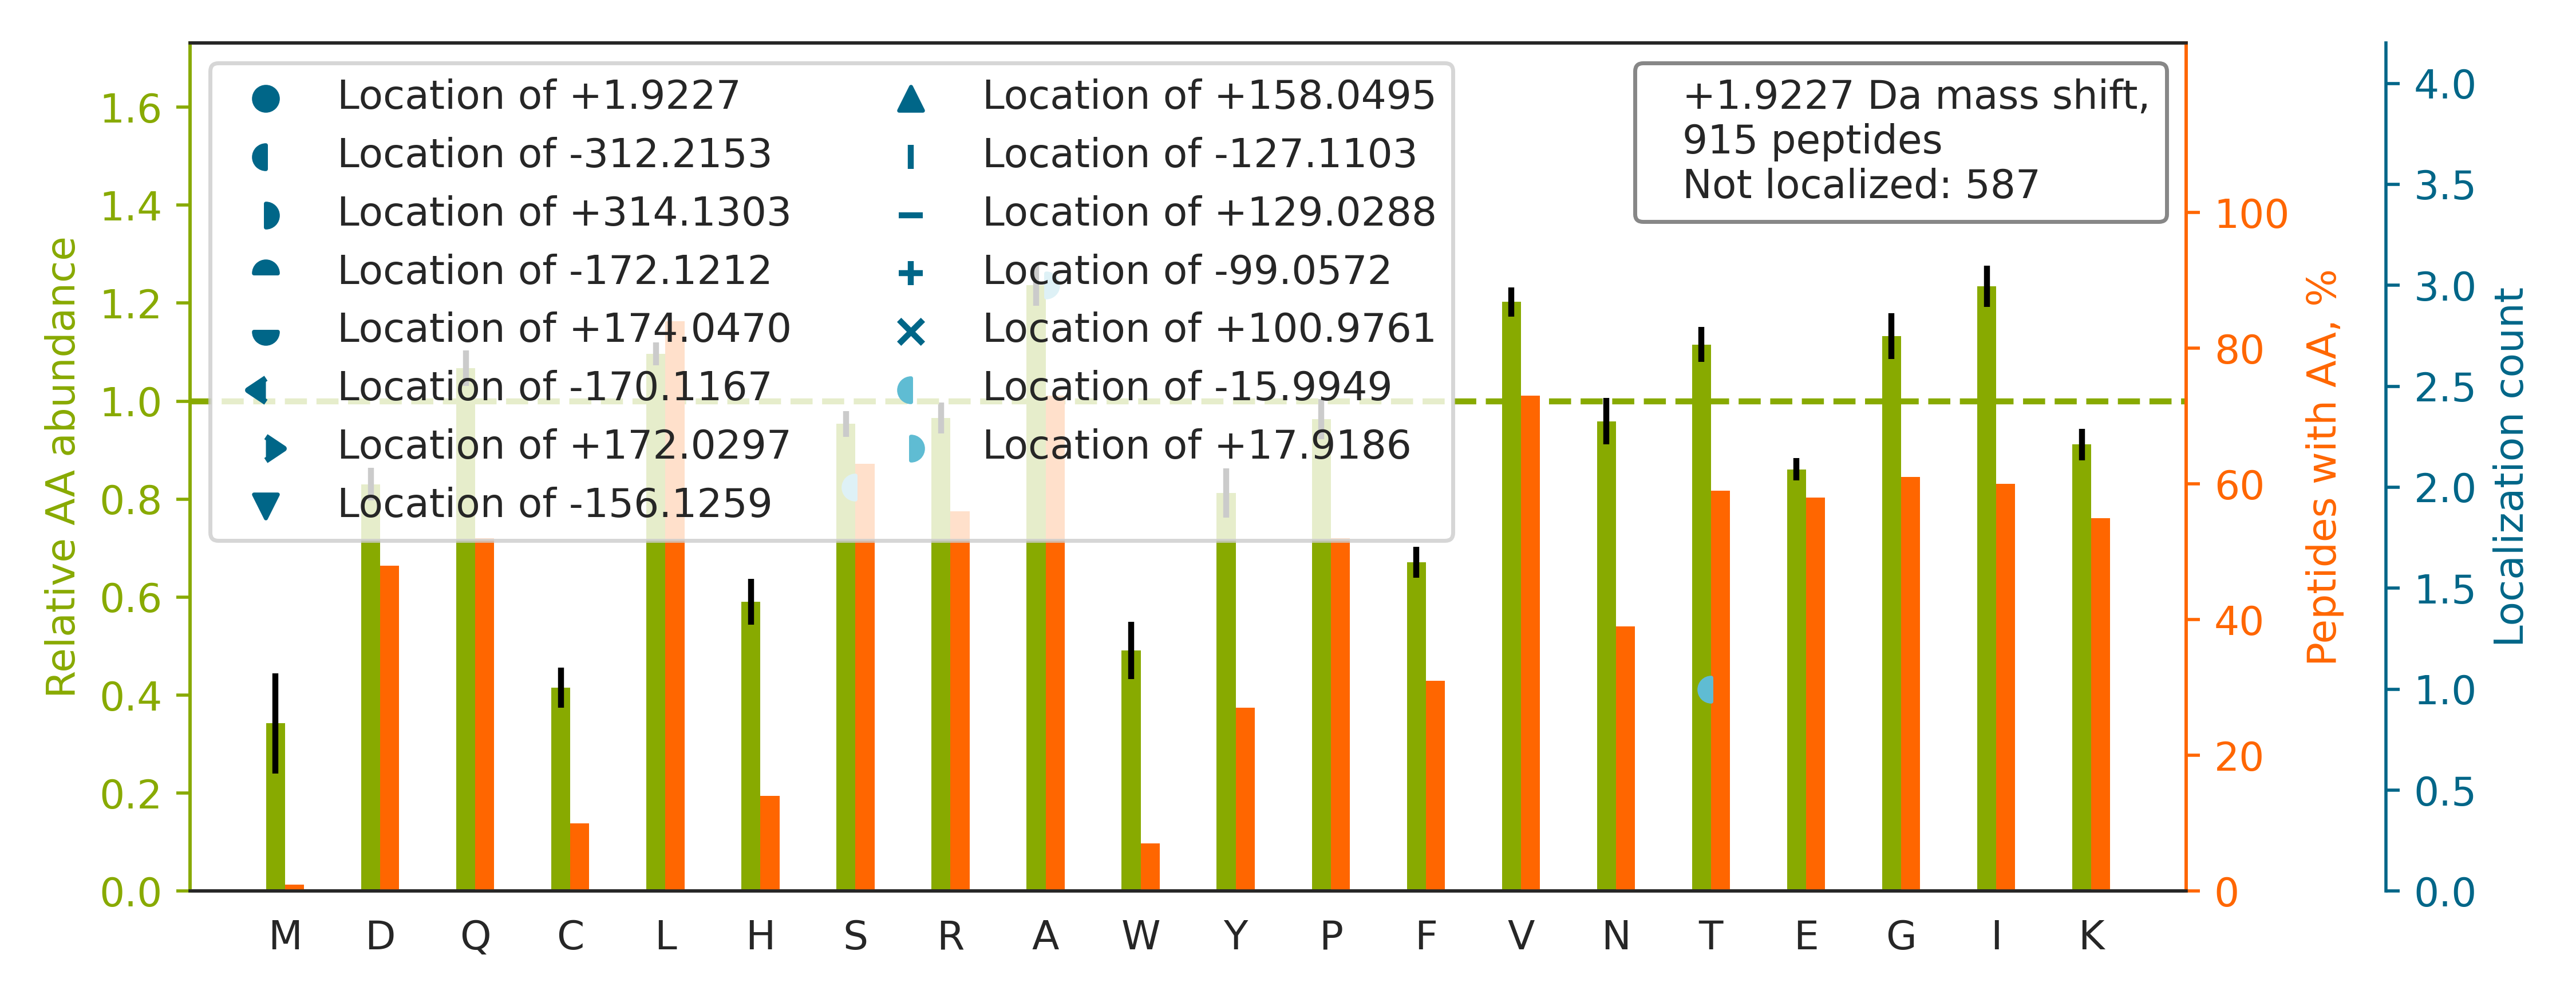 Location of +1.9227
Location of -312.2153
Location of +314.1303
Location of -172.1212
Location of +174.0470
Location of -170.1167
Location of +172.0297
Location of -156.1259
Location of +158.0495
Location of -127.1103
Location of +129.0288
Location of -99.0572
Location of +100.9761
Location of -15.9949
Location of +17.9186
+1.9227 Da mass shift,
915 peptides
Not localized: 587
Relative AA abundance
1.6
1.4
1.2
1.0
0.8
0.6
0.4
0.2
0.0
M D Q C L H S R A W Y P F V N T E G I K
100
80
60
40
20
0
Peptides with AA, %
4.0
3.5
3.0
2.5
2.0
1.5
1.0
0.5
0.0
Localization count